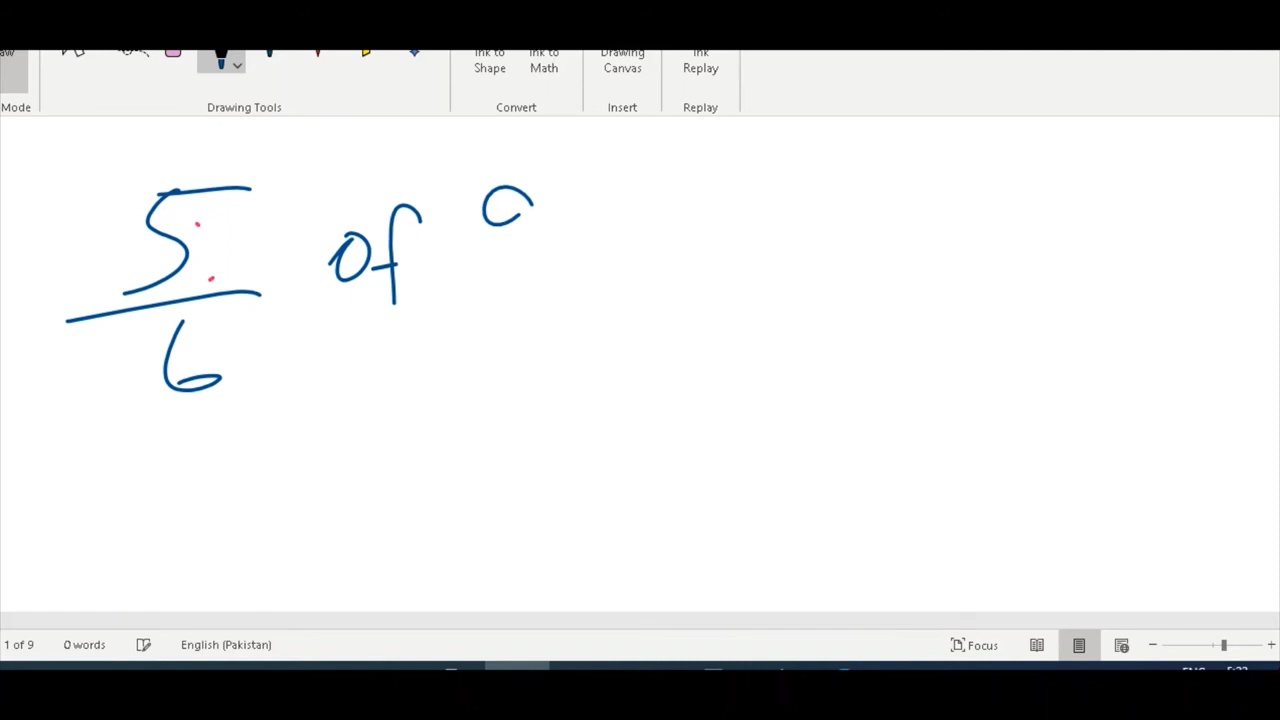 Mode
Drawing Tools
Ink to Shape
Ink to Math
Convert
Drawing Canvas
Insert
Ink Replay
Replay
5
of
6
1 of 9
0 words
English (Pakistan)
Focus